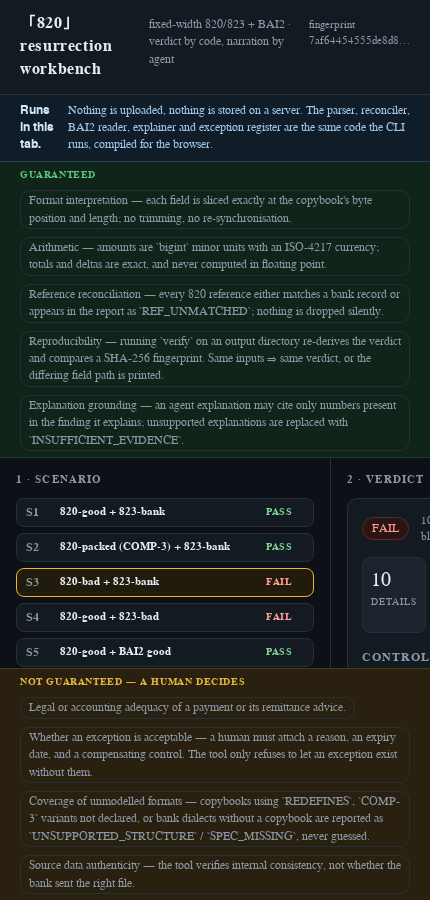 「820」
resurrection
workbench
fixed-width 820/823 + BAI2 ·
verdict by code, narration by
agent
fingerprint
7af64454555de8d8…
Runs
in this
tab.
Nothing is uploaded, nothing is stored on a server. The parser, reconciler,
BAI2 reader, explainer and exception register are the same code the CLI
runs, compiled for the browser.
GUARANTEED
Format interpretation — each field is sliced exactly at the copybook's byte
position and length; no trimming, no re-synchronisation.
Arithmetic — amounts are `bigint` minor units with an ISO-4217 currency;
totals and deltas are exact, and never computed in floating point.
Reference reconciliation — every 820 reference either matches a bank record or
appears in the report as `REF_UNMATCHED`; nothing is dropped silently.
Reproducibility — running `verify` on an output directory re-derives the verdict
and compares a SHA-256 fingerprint. Same inputs ⇒ same verdict, or the
differing field path is printed.
Explanation grounding — an agent explanation may cite only numbers present
in the finding it explains; unsupported explanations are replaced with
`INSUFFICIENT_EVIDENCE`.
1 · SCENARIO
S1 820-good + 823-bank PASS
S2 820-packed (COMP-3) + 823-bank PASS
S3 820-bad + 823-bank FAIL
S4 820-good + 823-bad FAIL
S5 820-good + BAI2 good PASS
2 · VERDICT
FAIL
10
DETAILS
CONTROL
NOT GUARANTEED — A HUMAN DECIDES
Legal or accounting adequacy of a payment or its remittance advice.
Whether an exception is acceptable — a human must attach a reason, an expiry
date, and a compensating control. The tool only refuses to let an exception exist
without them.
Coverage of unmodelled formats — copybooks using `REDEFINES`, `COMP-
3` variants not declared, or bank dialects without a copybook are reported as
`UNSUPPORTED_STRUCTURE` / `SPEC_MISSING`, never guessed.
Source data authenticity — the tool verifies internal consistency, not whether the
bank sent the right file.